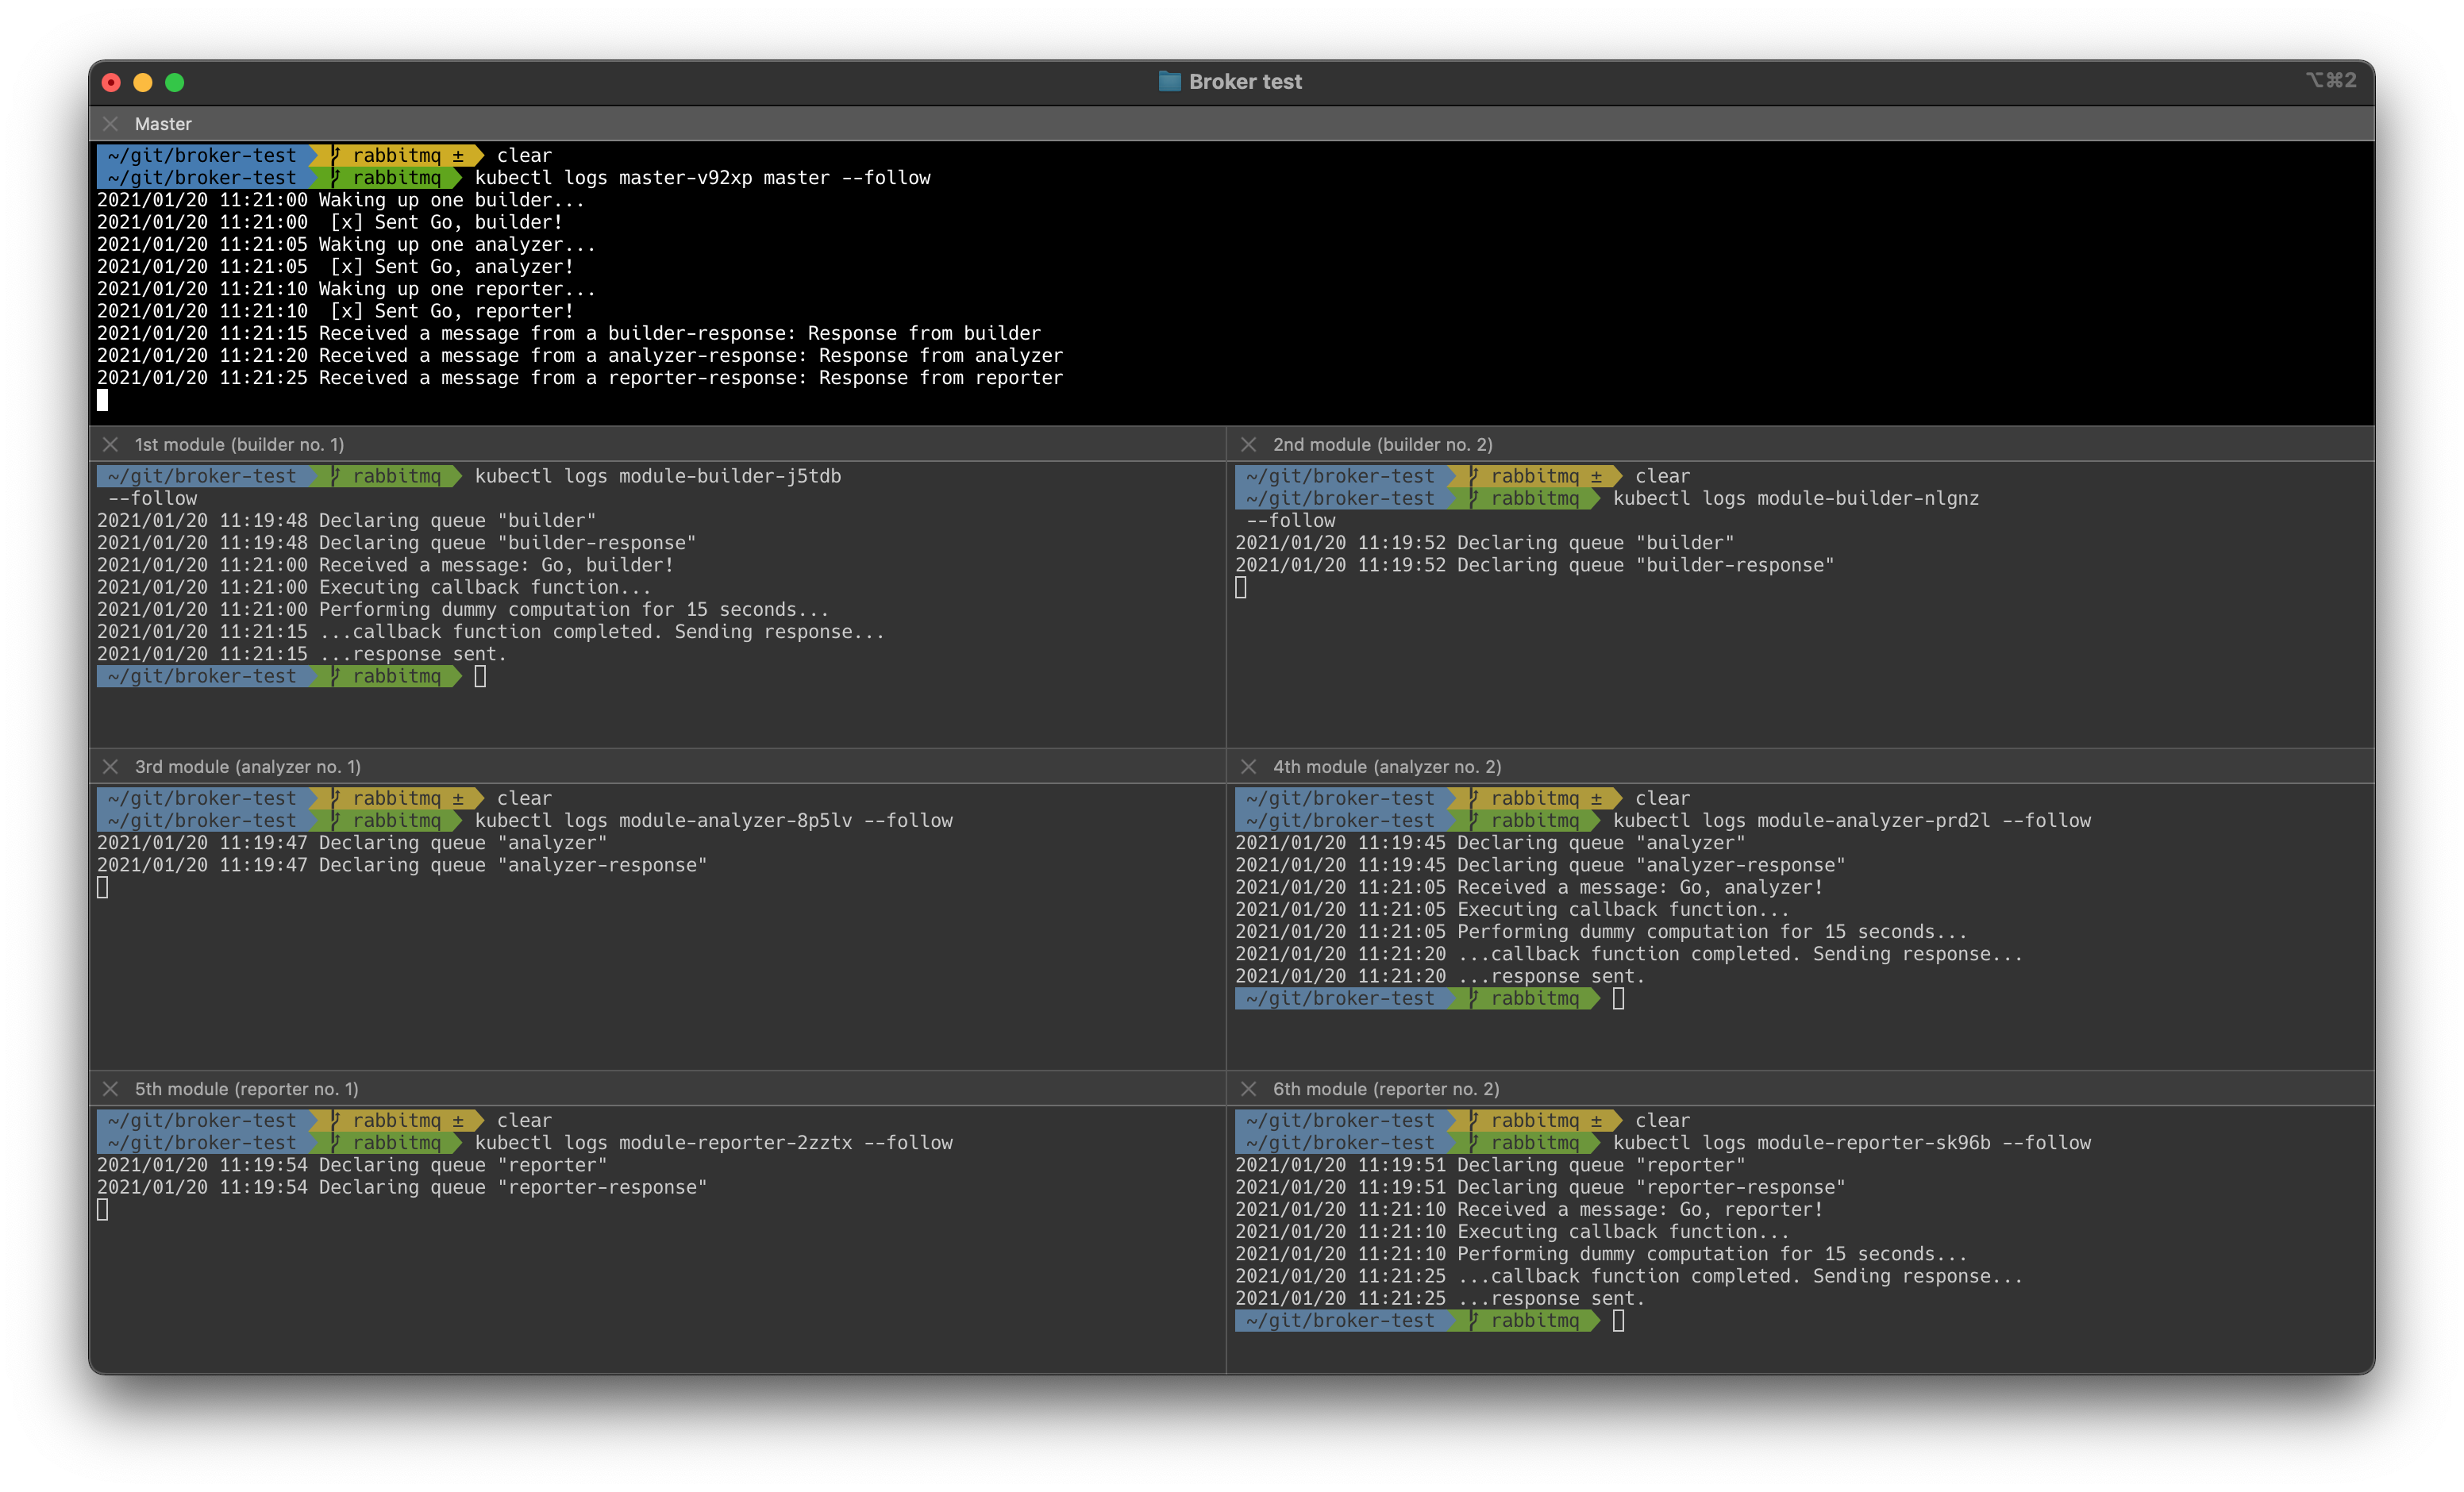 Broker test
⌥⌘2
Master
~/git/broker-test rabbitmq ± clear
~/git/broker-test rabbitmq kubectl logs master-v92xp master --follow
2021/01/20 11:21:00 Waking up one builder...
2021/01/20 11:21:00  [x] Sent Go, builder!
2021/01/20 11:21:05 Waking up one analyzer...
2021/01/20 11:21:05  [x] Sent Go, analyzer!
2021/01/20 11:21:10 Waking up one reporter...
2021/01/20 11:21:10  [x] Sent Go, reporter!
2021/01/20 11:21:15 Received a message from a builder-response: Response from builder
2021/01/20 11:21:20 Received a message from a analyzer-response: Response from analyzer
2021/01/20 11:21:25 Received a message from a reporter-response: Response from reporter
1st module (builder no. 1)
~/git/broker-test rabbitmq kubectl logs module-builder-j5tdb
--follow
2021/01/20 11:19:48 Declaring queue "builder"
2021/01/20 11:19:48 Declaring queue "builder-response"
2021/01/20 11:21:00 Received a message: Go, builder!
2021/01/20 11:21:00 Executing callback function...
2021/01/20 11:21:00 Performing dummy computation for 15 seconds...
2021/01/20 11:21:15 ...callback function completed. Sending response...
2021/01/20 11:21:15 ...response sent.
~/git/broker-test rabbitmq
2nd module (builder no. 2)
~/git/broker-test rabbitmq ± clear
~/git/broker-test rabbitmq kubectl logs module-builder-nlgnz
--follow
2021/01/20 11:19:52 Declaring queue "builder"
2021/01/20 11:19:52 Declaring queue "builder-response"
3rd module (analyzer no. 1)
~/git/broker-test rabbitmq ± clear
~/git/broker-test rabbitmq kubectl logs module-analyzer-8p5lv --follow
2021/01/20 11:19:47 Declaring queue "analyzer"
2021/01/20 11:19:47 Declaring queue "analyzer-response"
4th module (analyzer no. 2)
~/git/broker-test rabbitmq ± clear
~/git/broker-test rabbitmq kubectl logs module-analyzer-prd2l --follow
2021/01/20 11:19:45 Declaring queue "analyzer"
2021/01/20 11:19:45 Declaring queue "analyzer-response"
2021/01/20 11:21:05 Received a message: Go, analyzer!
2021/01/20 11:21:05 Executing callback function...
2021/01/20 11:21:05 Performing dummy computation for 15 seconds...
2021/01/20 11:21:20 ...callback function completed. Sending response...
2021/01/20 11:21:20 ...response sent.
~/git/broker-test rabbitmq
5th module (reporter no. 1)
~/git/broker-test rabbitmq ± clear
~/git/broker-test rabbitmq kubectl logs module-reporter-2zztx --follow
2021/01/20 11:19:54 Declaring queue "reporter"
2021/01/20 11:19:54 Declaring queue "reporter-response"
6th module (reporter no. 2)
~/git/broker-test rabbitmq ± clear
~/git/broker-test rabbitmq kubectl logs module-reporter-sk96b --follow
2021/01/20 11:19:51 Declaring queue "reporter"
2021/01/20 11:19:51 Declaring queue "reporter-response"
2021/01/20 11:21:10 Received a message: Go, reporter!
2021/01/20 11:21:10 Executing callback function...
2021/01/20 11:21:10 Performing dummy computation for 15 seconds...
2021/01/20 11:21:25 ...callback function completed. Sending response...
2021/01/20 11:21:25 ...response sent.
~/git/broker-test rabbitmq